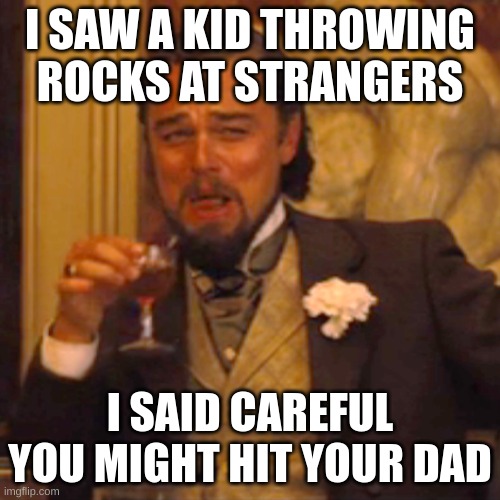 I SAW A KID THROWING
ROCKS AT STRANGERS
I SAID CAREFUL
YOU MIGHT HIT YOUR DAD
imgflip.com